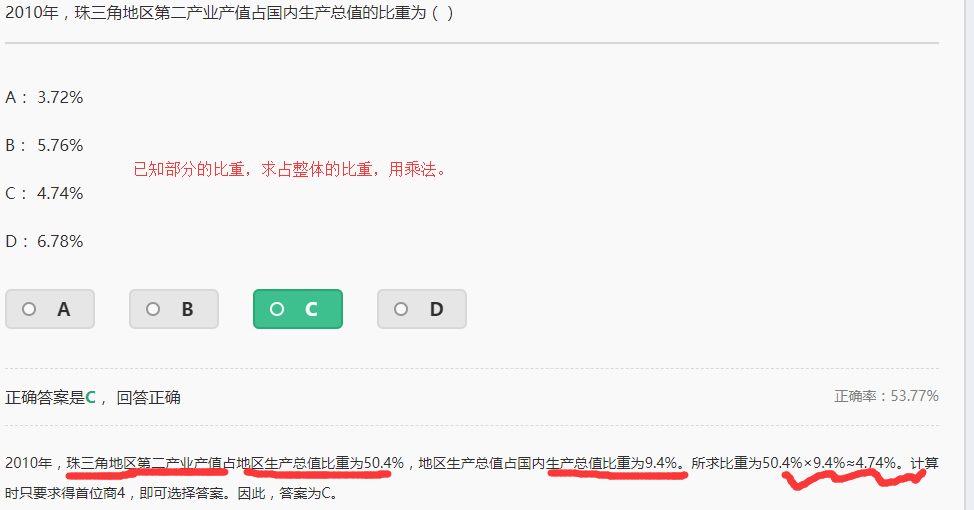 2010年，珠三角地区第二产业产值占国内生产总值的比重为（ ）
A： 3.72%
B： 5.76%
已知部分的比重，求占整体的比重，用乘法。
C： 4.74%
D： 6.78%
A B C D
正确答案是C， 回答正确 正确率：53.77%
2010年，珠三角地区第二产业产值占地区生产总值比重为50.4%，地区生产总值占国内生产总值比重为9.4%。所求比重为50.4%×9.4%≈4.74%。计算
时只要求得首位商4，即可选择答案。因此，答案为C。